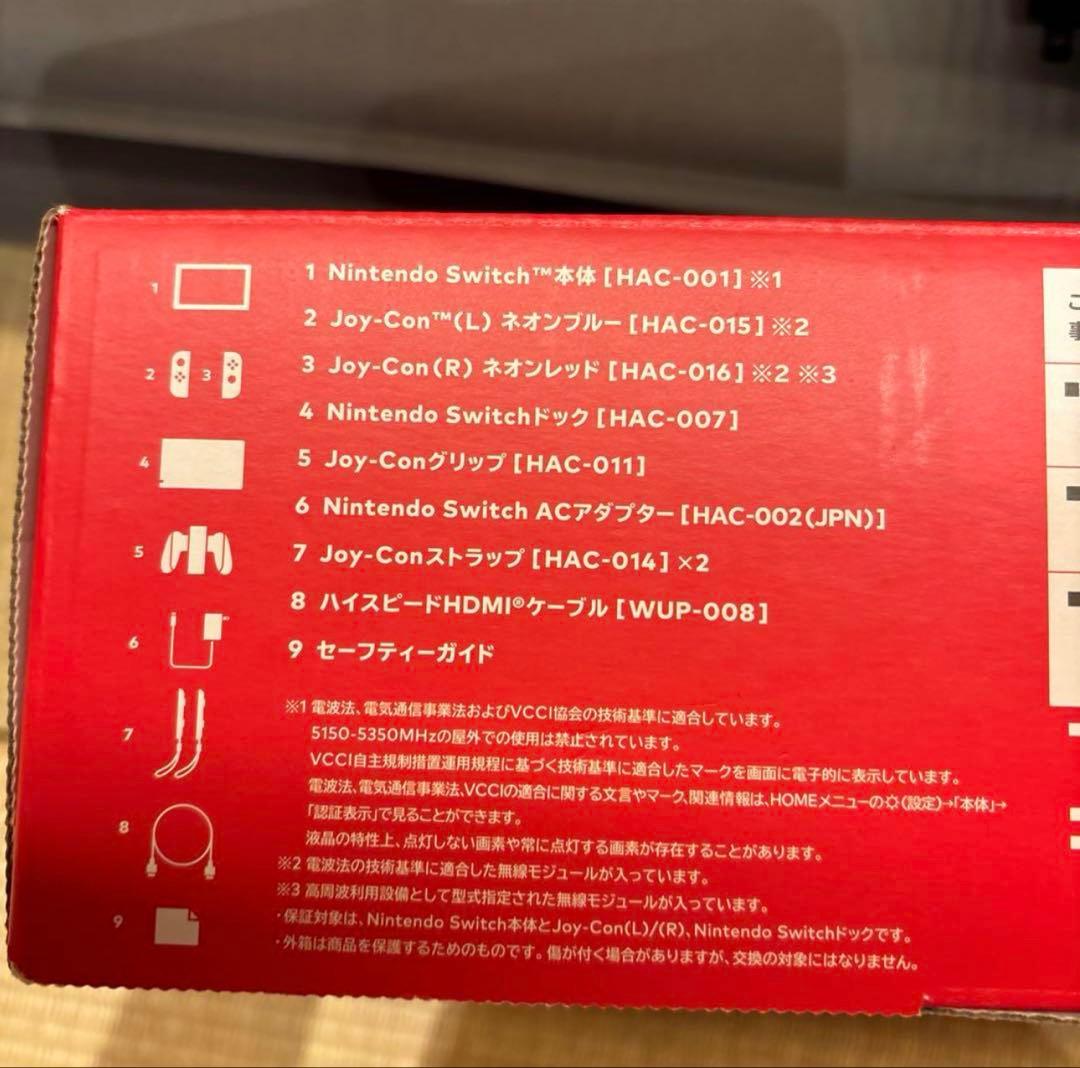 1 Nintendo Switch™本体[HAC-001]※1
2 Joy-Con™(L) ネオンブルー[HAC-015]※2
3 Joy-Con(R) ネオンレッド[HAC-016]※2 ※3
4 Nintendo Switchドック[HAC-007]
5 Joy-Conグリップ[HAC-011]
6 Nintendo Switch ACアダプター[HAC-002(JPN)]
7 Joy-Conストラップ[HAC-014]×2
8 ハイスピードHDMI®ケーブル[WUP-008]
9 セーフティーガイド
1
2 3
4
5
6
7
8
9
※1 電波法、電気通信事業法およびVCCI協会の技術基準に適合しています。
5150-5350MHzの屋外での使用は禁止されています。
VCCI自主規制措置運用規程に基づく技術基準に適合したマークを画面に電子的に表示しています。
電波法、電気通信事業法、VCCIの適合に関する文言やマーク、関連情報は、HOMEメニューの(設定)→「本体」→
「認証表示」で見ることができます。
液晶の特性上、点灯しない画素や常に点灯する画素が存在することがあります。
※2 電波法の技術基準に適合した無線モジュールが入っています。
※3 高周波利用設備として型式指定された無線モジュールが入っています。
・保証対象は、Nintendo Switch本体とJoy-Con(L)/(R)、Nintendo Switchドックです。
・外箱は商品を保護するためのものです。傷が付く場合がありますが、交換の対象にはなりません。